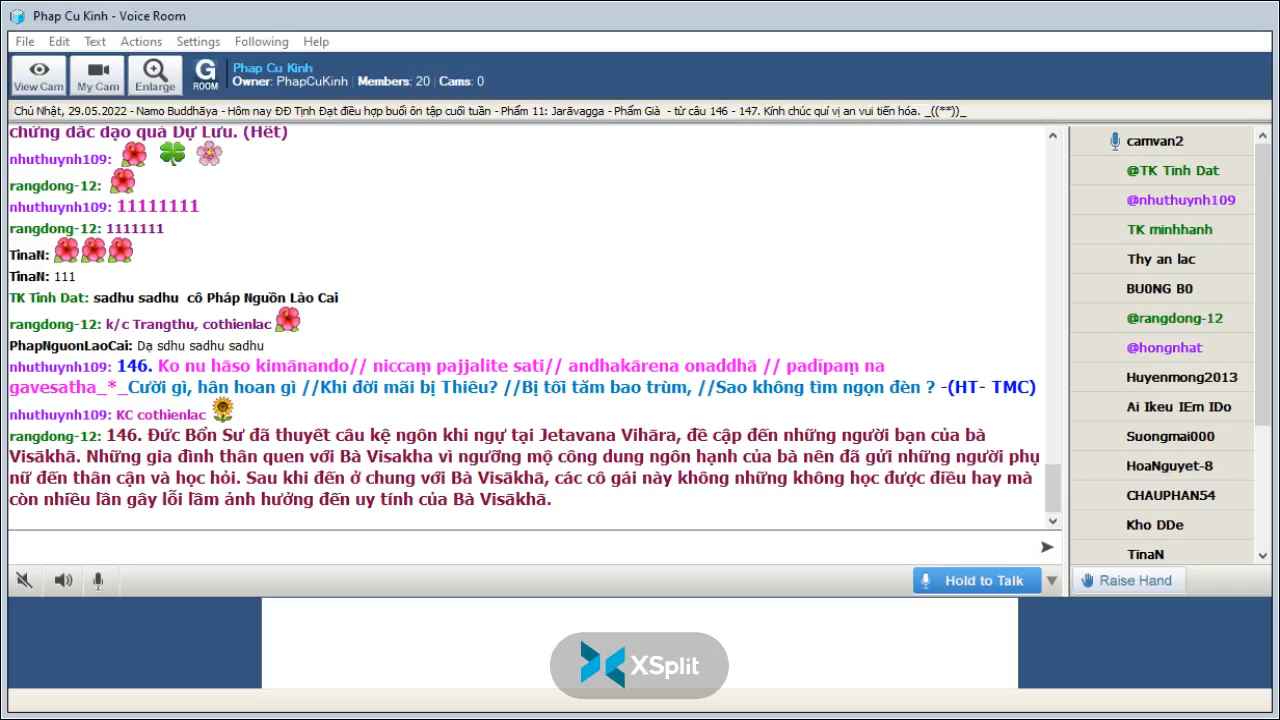 Phap Cu Kinh - Voice Room
File Edit Text Actions Settings Following Help
View Cam My Cam Enlarge G ROOM Phap Cu Kinh
Owner: PhapCuKinh | Members: 20 | Cams: 0
Chủ Nhật, 29.05.2022 - Namo Buddhāya - Hôm nay ĐĐ Tịnh Đạt điều hợp buổi ôn tập cuối tuần - Phẩm 11: Jarāvagga - Phẩm Già - từ câu 146 - 147. Kính chúc quí vị an vui tiến hóa. _((**))_
chứng đắc đạo quả Dự Lưu. (Hết)
nhuthuynh109:
rangdong-12:
nhuthuynh109: 11111111
rangdong-12: 1111111
TinaN:
TinaN: 111
TK Tinh Dat: sadhu sadhu cô Pháp Nguồn Lào Cai
rangdong-12: k/c Trangthu, cothienlac
PhapNguonLaoCai: Dạ sdhu sadhu sadhu
nhuthuynh109: 146. Ko nu hāso kimānando// niccaṃ pajjalite sati// andhakārena onaddhā // padīpaṃ na
gavesatha_*_Cười gì, hân hoan gì //Khi đời mãi bị Thiêu? //Bị tối tăm bao trùm, //Sao không tìm ngọn đèn ? -(HT- TMC)
nhuthuynh109: KC cothienlac
rangdong-12: 146. Đức Bổn Sư đã thuyết câu kệ ngôn khi ngự tại Jetavana Vihāra, đề cập đến những người bạn của bà
Visākhā. Những gia đình thân quen với Bà Visakha vì ngưỡng mộ công dung ngôn hạnh của bà nên đã gửi những người phụ
nữ đến thân cận và học hỏi. Sau khi đến ở chung với Bà Visākhā, các cô gái này không những không học được điều hay mà
còn nhiều lần gây lỗi lầm ảnh hưởng đến uy tính của Bà Visākhā.
camvan2
@TK Tinh Dat
@nhuthuynh109
TK minhhanh
Thy an lac
BU0NG B0
@rangdong-12
@hongnhat
Huyenmong2013
Ai Ikeu IEm IDo
Suongmai000
HoaNguyet-8
CHAUPHAN54
Kho DDe
TinaN
Hold to Talk
Raise Hand
XSplit